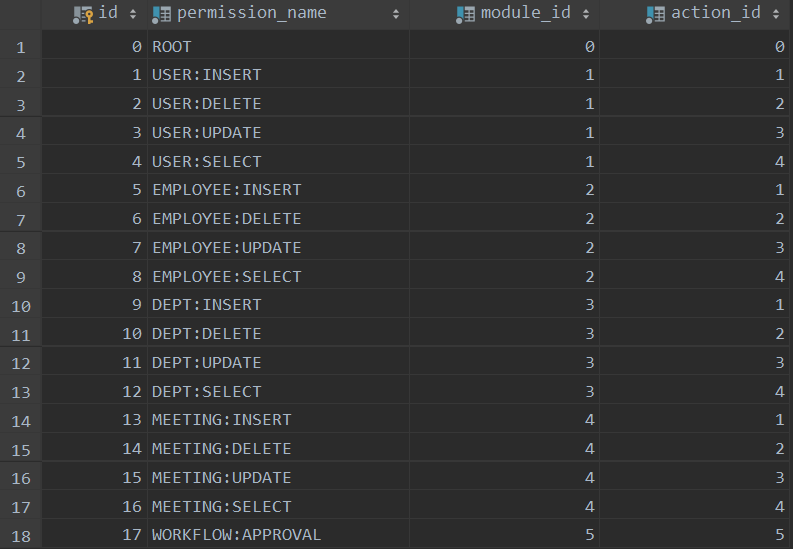 id permission_name module_id action_id
1 0 ROOT 0 0
2 1 USER:INSERT 1 1
3 2 USER:DELETE 1 2
4 3 USER:UPDATE 1 3
5 4 USER:SELECT 1 4
6 5 EMPLOYEE:INSERT 2 1
7 6 EMPLOYEE:DELETE 2 2
8 7 EMPLOYEE:UPDATE 2 3
9 8 EMPLOYEE:SELECT 2 4
10 9 DEPT:INSERT 3 1
11 10 DEPT:DELETE 3 2
12 11 DEPT:UPDATE 3 3
13 12 DEPT:SELECT 3 4
14 13 MEETING:INSERT 4 1
15 14 MEETING:DELETE 4 2
16 15 MEETING:UPDATE 4 3
17 16 MEETING:SELECT 4 4
18 17 WORKFLOW:APPROVAL 5 5